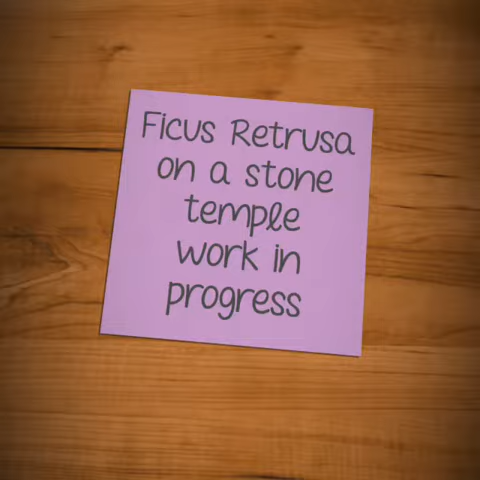 Ficus Retrusa
on a stone
temple
work in
progress